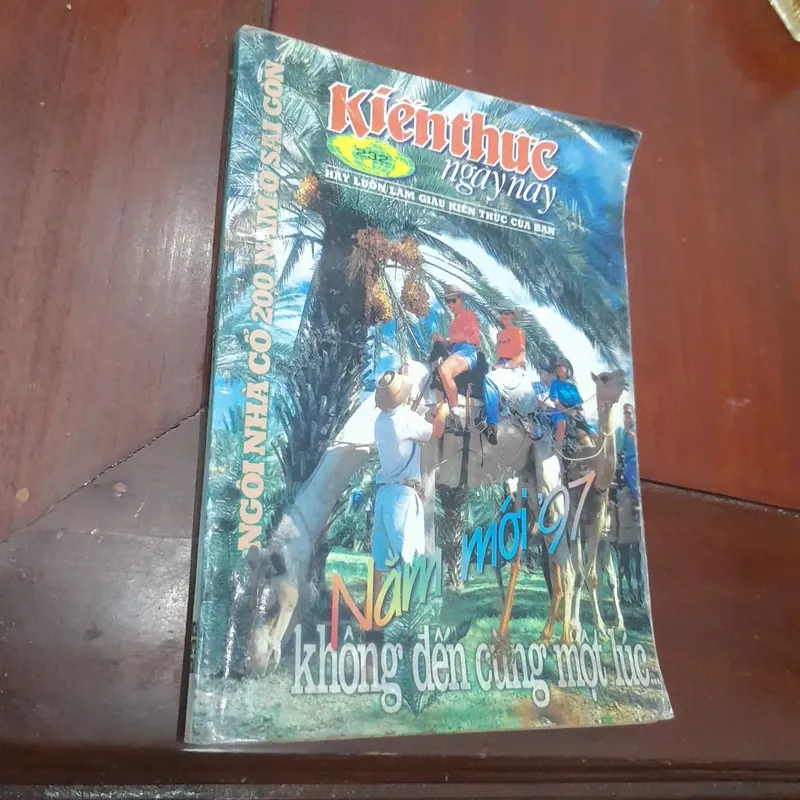 Kiến thức
ngày nay
232
HÃY LUÔN LÀM GIÀU KIẾN THỨC CỦA BẠN
NGÔI NHÀ CỔ 200 NĂM Ở SÀI GÒN
Năm mới '97
không đến cùng một lúc...